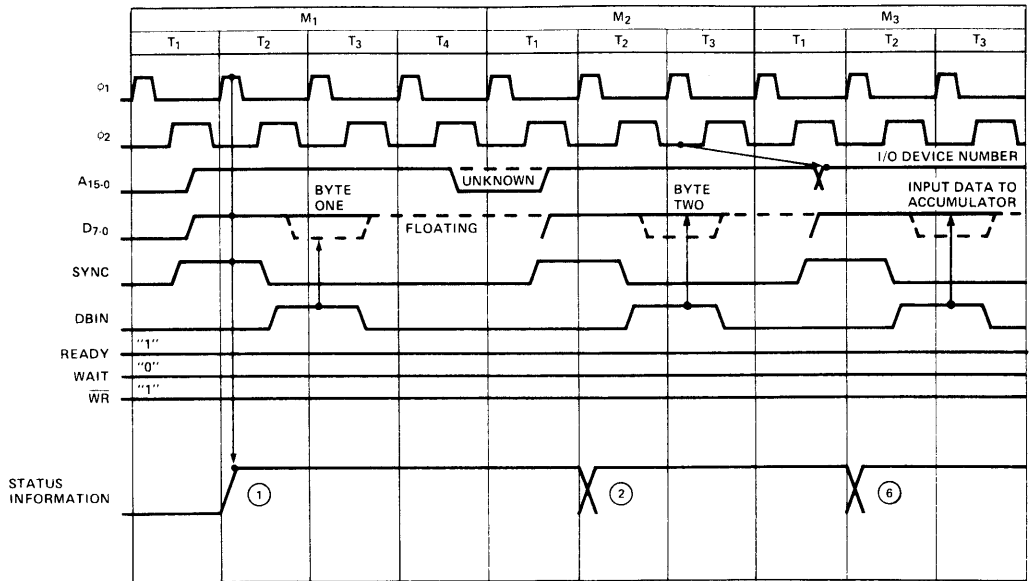 M1 M2 M3
T1 T2 T3 T4 T1 T2 T3 T1 T2 T3
φ1
φ2
I/O DEVICE NUMBER
A15-0
UNKNOWN
BYTE
ONE
BYTE
TWO
INPUT DATA TO
ACCUMULATOR
D7-0
FLOATING
SYNC
DBIN
READY "1"
WAIT "0"
WR "1"
STATUS
INFORMATION
1 2 6